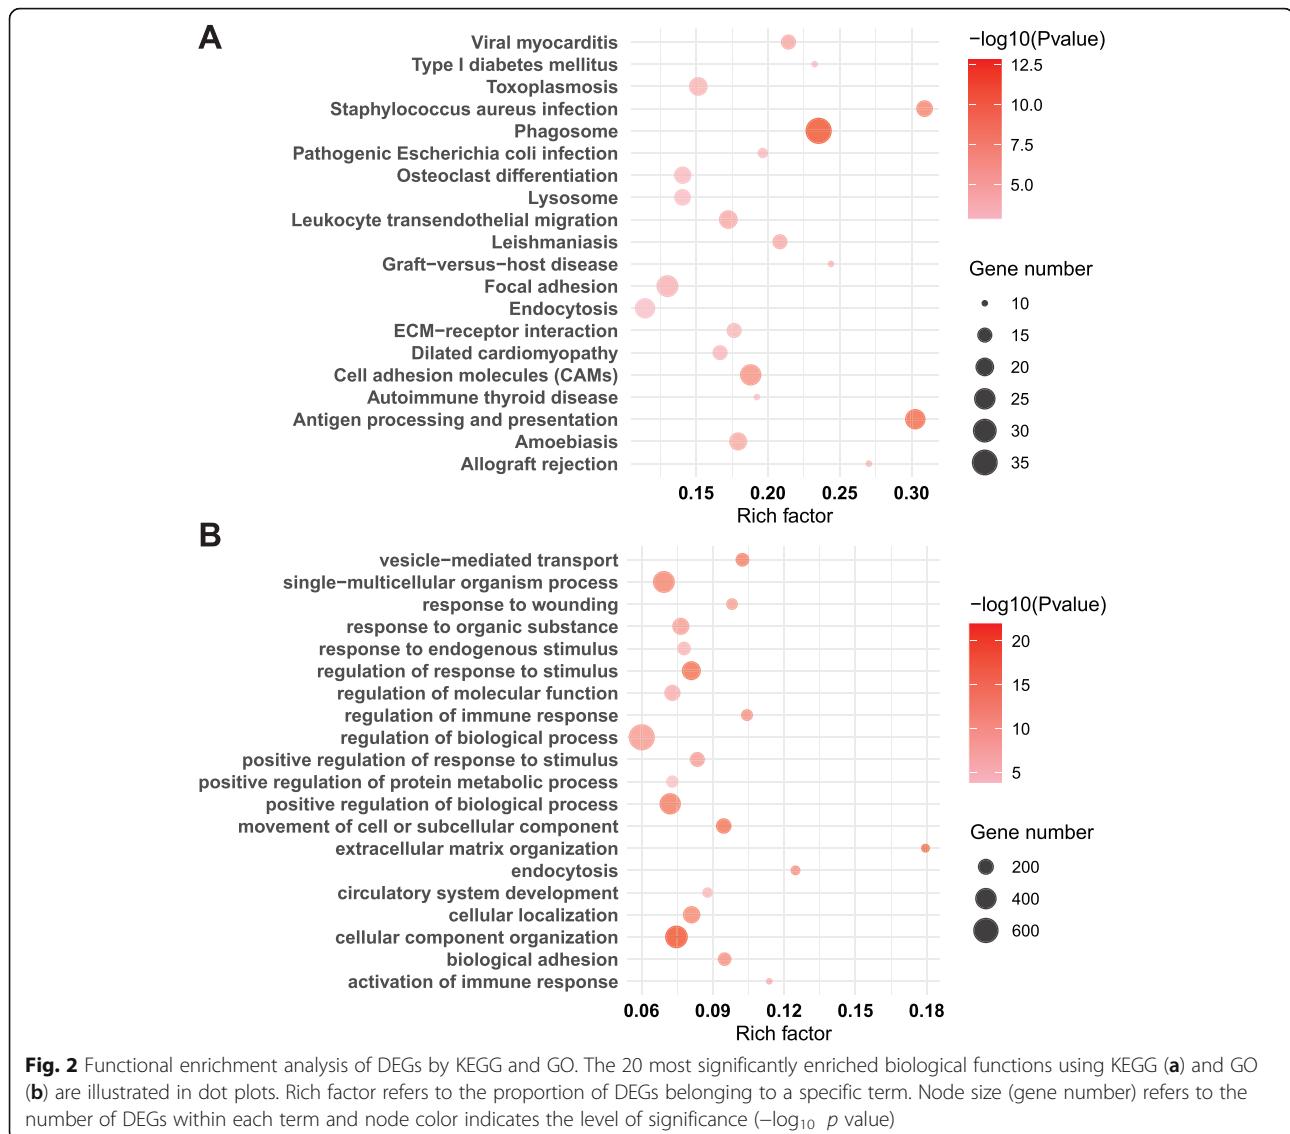 A
Viral myocarditis
Type I diabetes mellitus
Toxoplasmosis
Staphylococcus aureus infection
Phagosome
Pathogenic Escherichia coli infection
Osteoclast differentiation
Lysosome
Leukocyte transendothelial migration
Leishmaniasis
Graft−versus−host disease
Focal adhesion
Endocytosis
ECM−receptor interaction
Dilated cardiomyopathy
Cell adhesion molecules (CAMs)
Autoimmune thyroid disease
Antigen processing and presentation
Amoebiasis
Allograft rejection
0.15 0.20 0.25 0.30
Rich factor
−log10(Pvalue)
12.5
10.0
7.5
5.0
Gene number
10
15
20
25
30
35
B
vesicle−mediated transport
single−multicellular organism process
response to wounding
response to organic substance
response to endogenous stimulus
regulation of response to stimulus
regulation of molecular function
regulation of immune response
regulation of biological process
positive regulation of response to stimulus
positive regulation of protein metabolic process
positive regulation of biological process
movement of cell or subcellular component
extracellular matrix organization
endocytosis
circulatory system development
cellular localization
cellular component organization
biological adhesion
activation of immune response
0.06 0.09 0.12 0.15 0.18
Rich factor
−log10(Pvalue)
20
15
10
5
Gene number
200
400
600
Fig. 2 Functional enrichment analysis of DEGs by KEGG and GO. The 20 most significantly enriched biological functions using KEGG (a) and GO
(b) are illustrated in dot plots. Rich factor refers to the proportion of DEGs belonging to a specific term. Node size (gene number) refers to the
number of DEGs within each term and node color indicates the level of significance (−log10 p value)